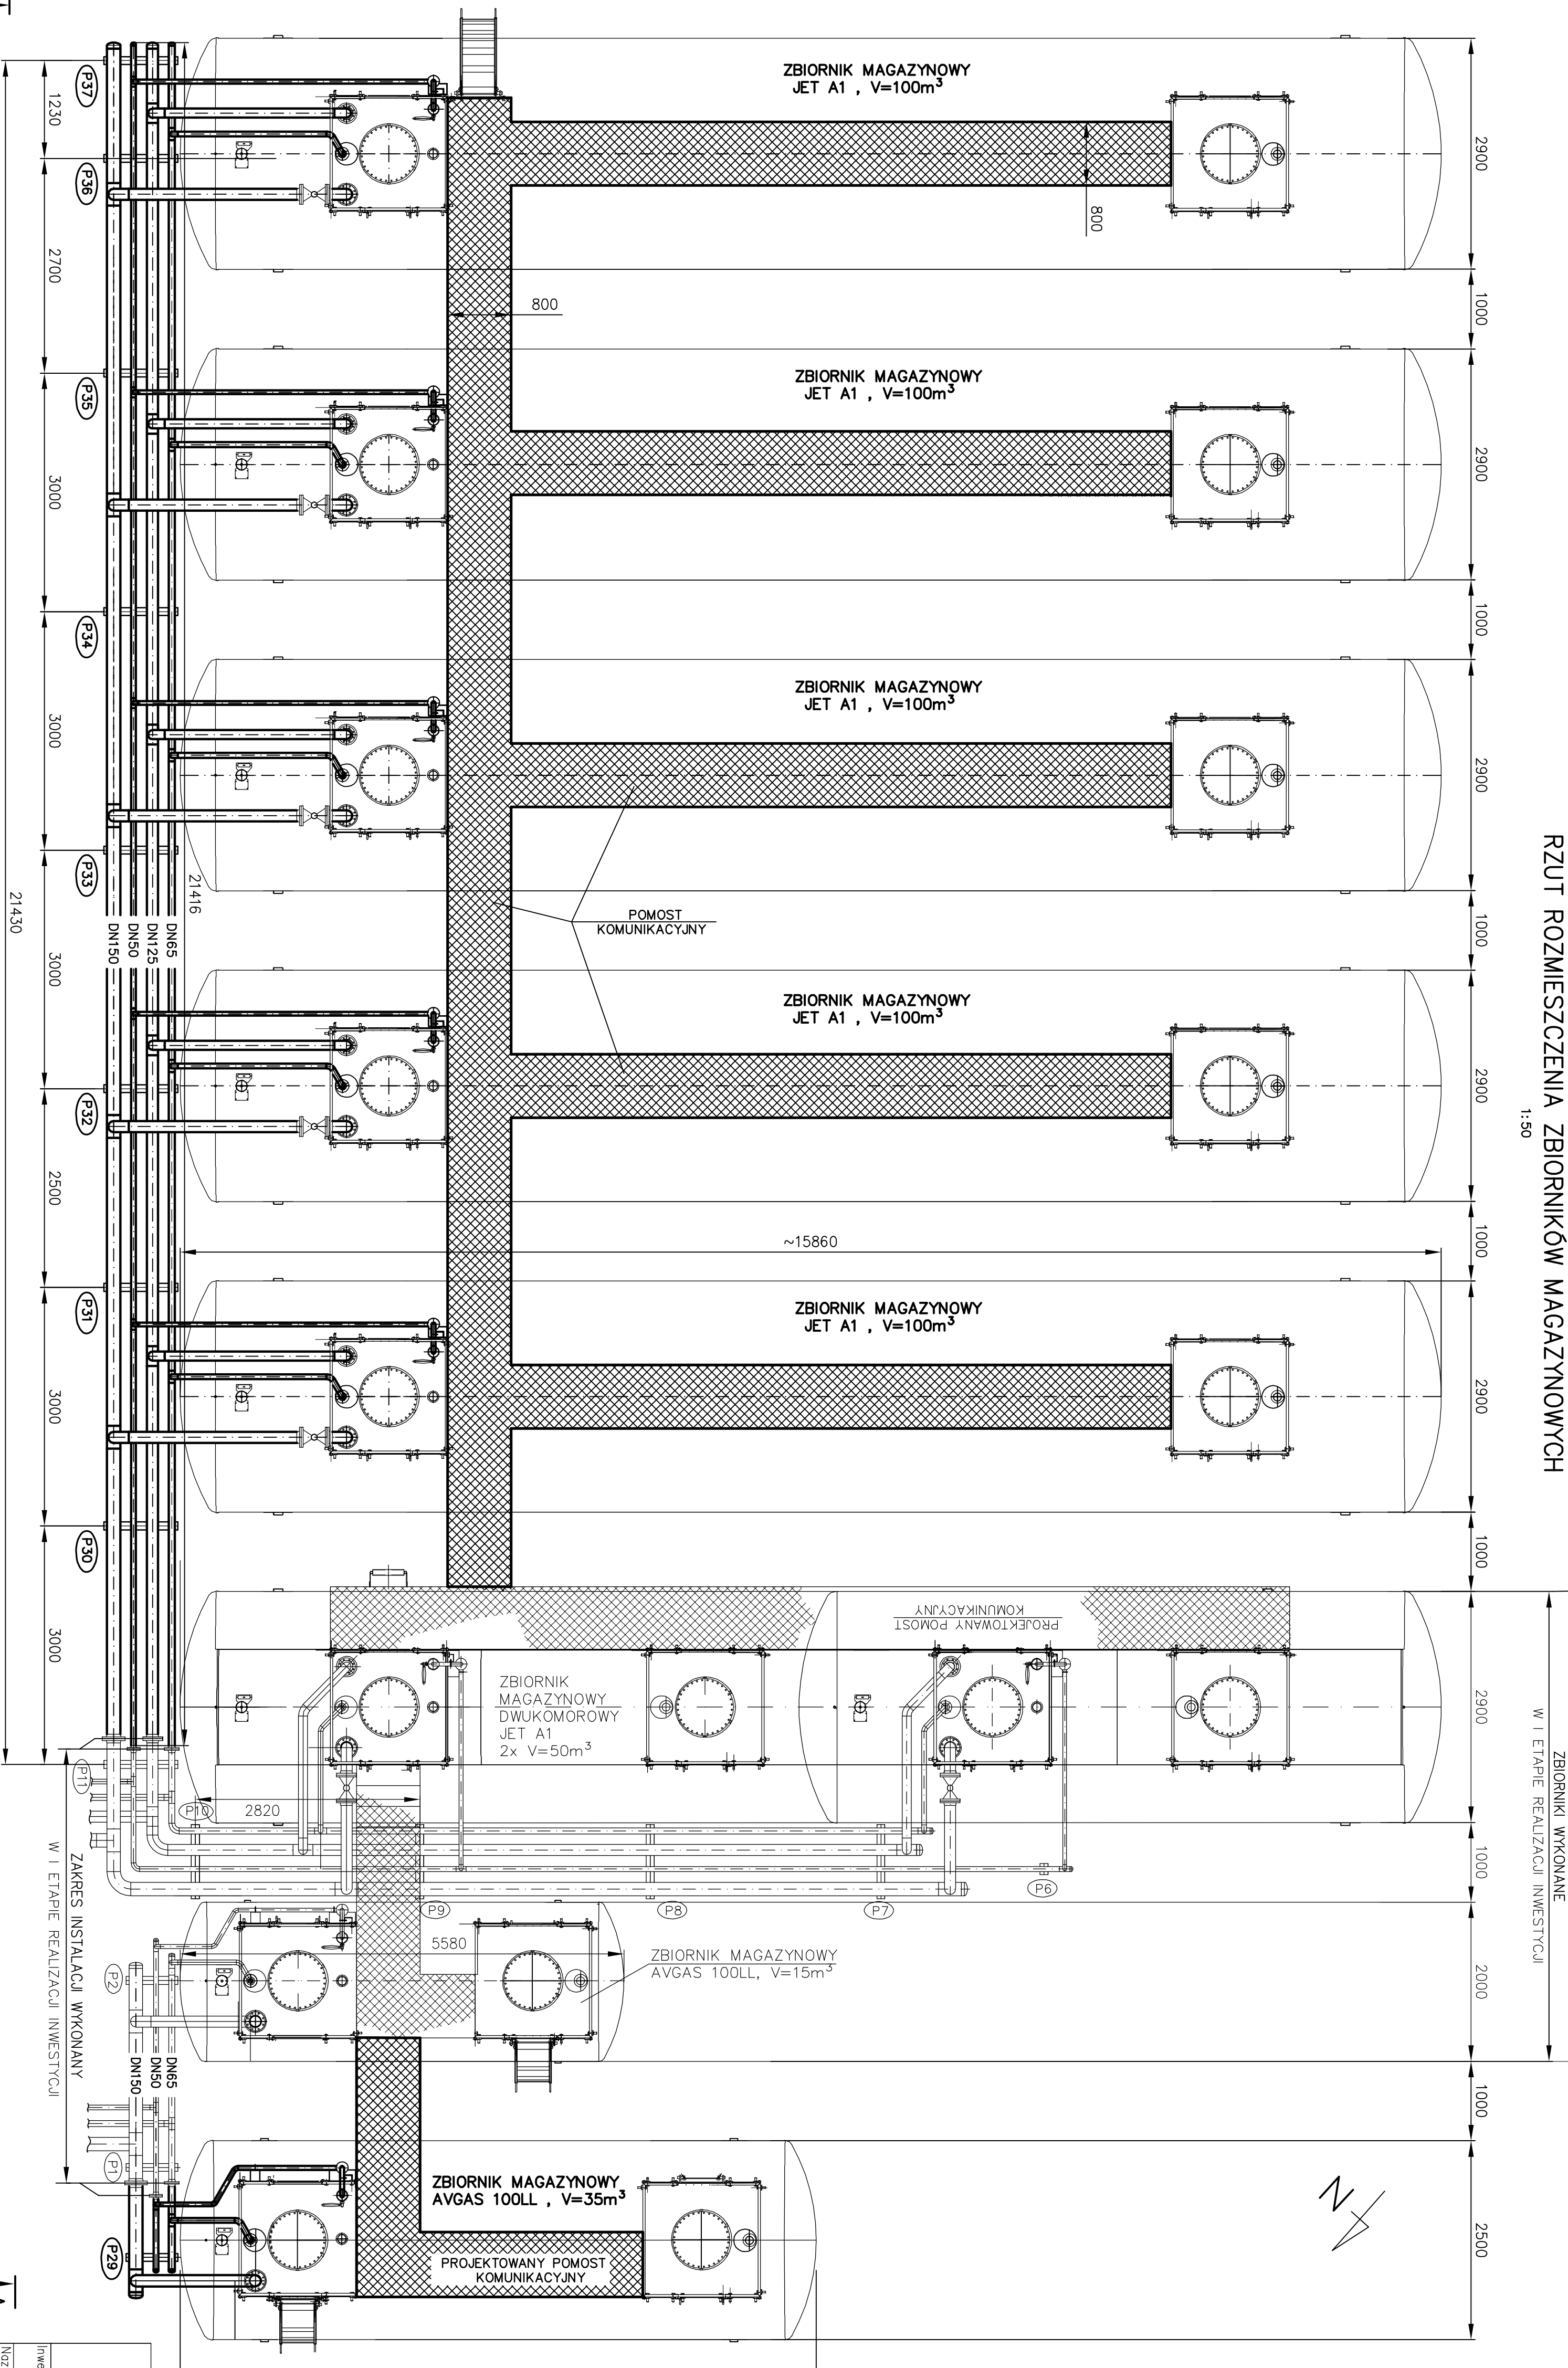 RZUT ROZMIESZCZENIA ZBIORNIKÓW MAGAZYNOWYCH
1:50
ZBIORNIKI WYKONANE
W I ETAPIE REALIZACJI INWESTYCJI
2900
1000
2900
1000
2900
1000
2900
1000
2900
1000
2900
1000
2000
1000
2500
ZBIORNIK MAGAZYNOWY
JET A1 , V=100m³
800
800
ZBIORNIK MAGAZYNOWY
JET A1 , V=100m³
ZBIORNIK MAGAZYNOWY
JET A1 , V=100m³
POMOST
KOMUNIKACYJNY
ZBIORNIK MAGAZYNOWY
JET A1 , V=100m³
~15860
ZBIORNIK MAGAZYNOWY
JET A1 , V=100m³
PROJEKTOWANY POMOST
KOMUNIKACYJNY
ZBIORNIK
MAGAZYNOWY
DWUKOMOROWY
JET A1
2x V=50m³
2820
P10
P11
P9
P8
P7
P6
5580
ZBIORNIK MAGAZYNOWY
AVGAS 100LL, V=15m³
ZBIORNIK MAGAZYNOWY
AVGAS 100LL , V=35m³
PROJEKTOWANY POMOST
KOMUNIKACYJNY
N
21416
DN65
DN125
DN50
DN150
P37
P36
P35
P34
P33
P32
P31
P30
1230
2700
3000
3000
3000
2500
3000
3000
21430
P2
DN65
DN50
DN150
P1
P29
ZAKRES INSTALACJI WYKONANY
W I ETAPIE REALIZACJI INWESTYCJI
Inwe
Naz